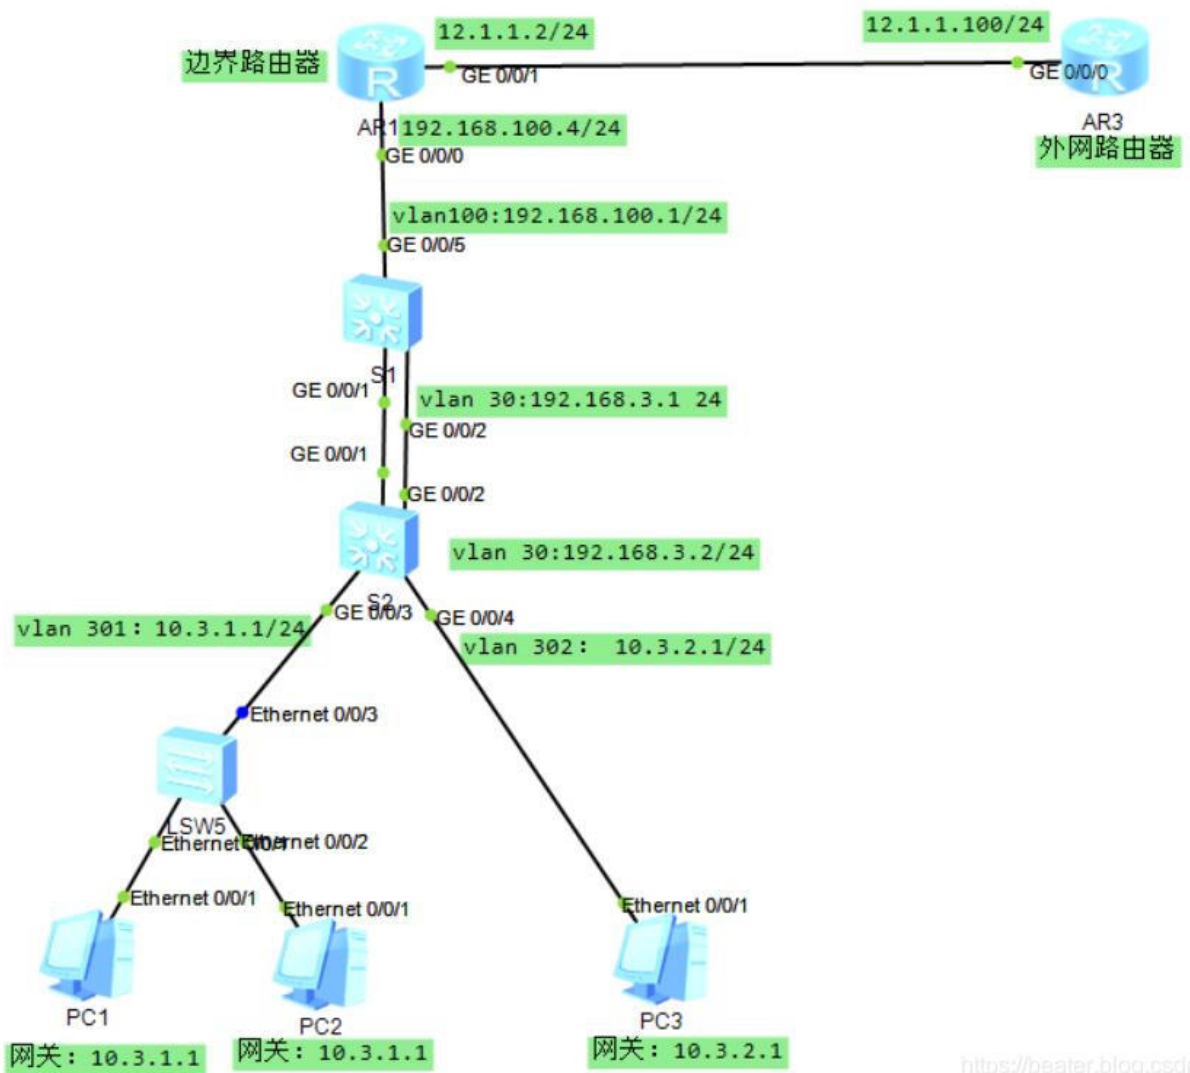 12.1.1.2/24
12.1.1.100/24
边界路由器
GE 0/0/1
GE 0/0/0
R
R
AR1
192.168.100.4/24
AR3
外网路由器
GE 0/0/0
vlan100:192.168.100.1/24
GE 0/0/5
S1
GE 0/0/1
vlan 30:192.168.3.1 24
GE 0/0/2
GE 0/0/1
GE 0/0/2
vlan 30:192.168.3.2/24
S2
GE 0/0/3
GE 0/0/4
vlan 301: 10.3.1.1/24
vlan 302: 10.3.2.1/24
Ethernet 0/0/3
LSW5
Ethernet 0/0/1
Ethernet 0/0/2
Ethernet 0/0/1
Ethernet 0/0/1
Ethernet 0/0/1
PC1
PC2
PC3
网关: 10.3.1.1
网关: 10.3.1.1
网关: 10.3.2.1